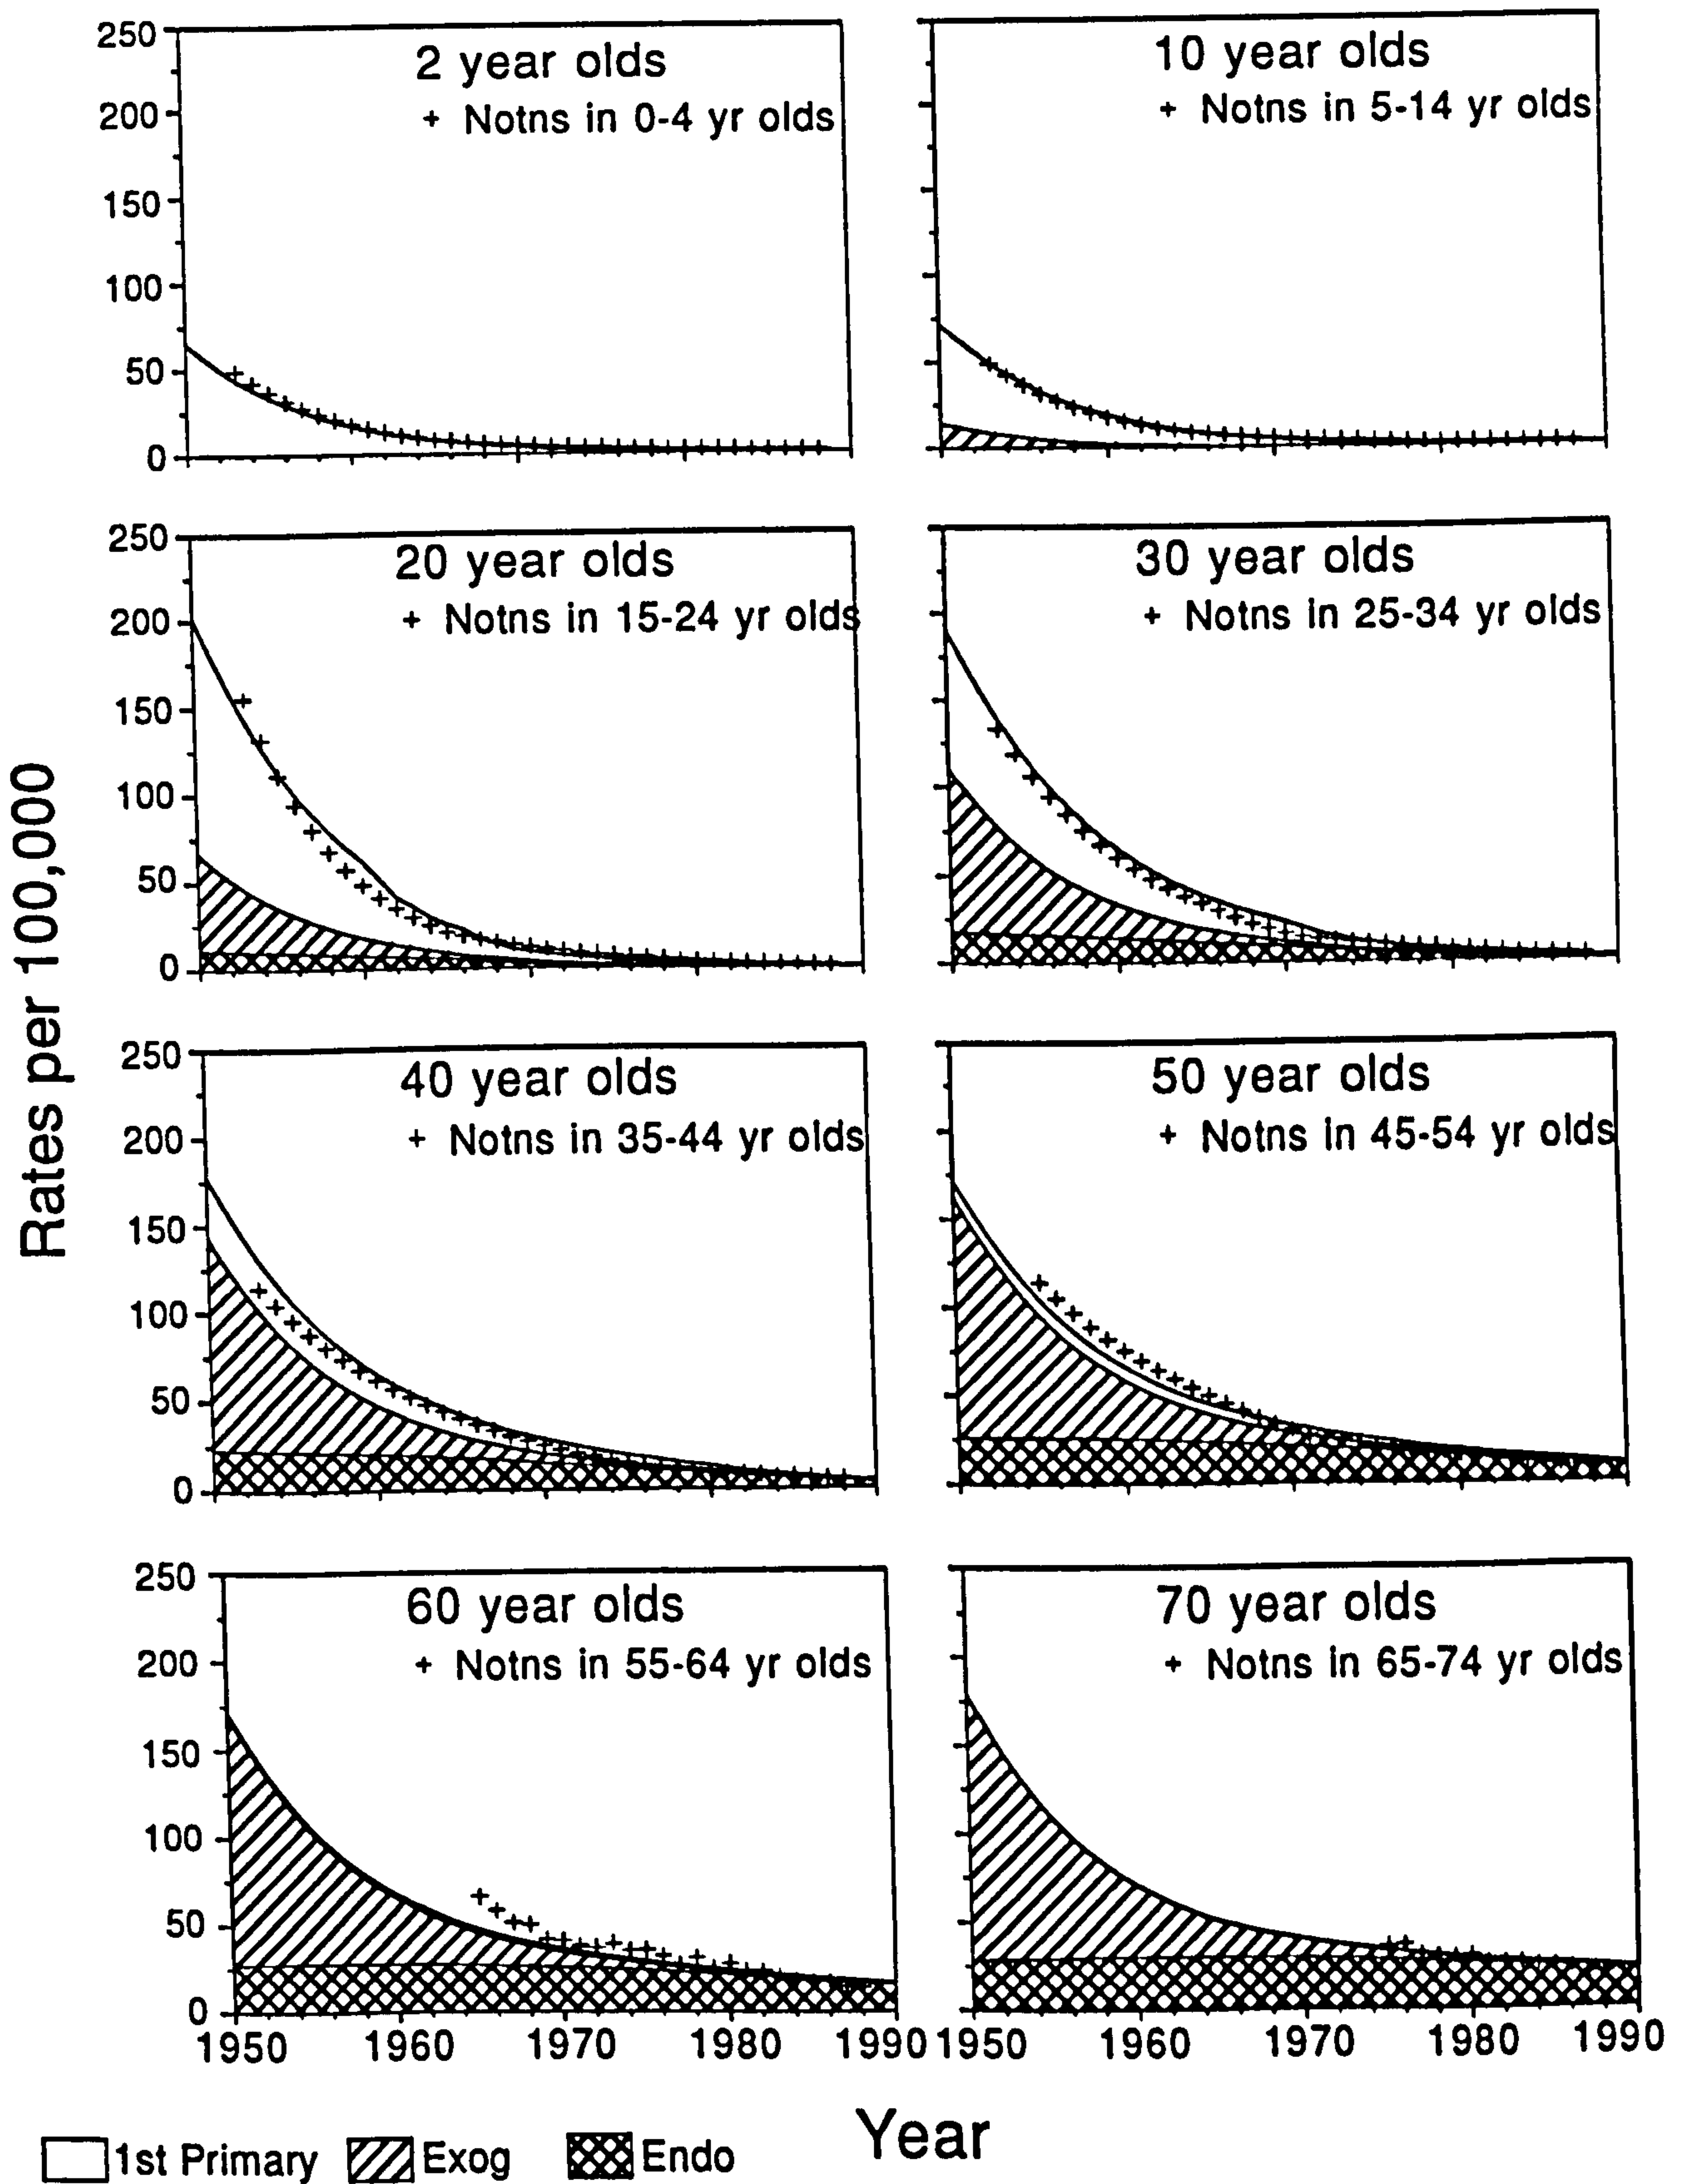 250
200
150
100
50
0
2 year olds
+ Notns in 0-4 yr olds
10 year olds
+ Notns in 5-14 yr olds
250
200
150
100
50
0
20 year olds
+ Notns in 15-24 yr olds
30 year olds
+ Notns in 25-34 yr olds
Rates per 100,000
250
200
150
100
50
0
40 year olds
+ Notns in 35-44 yr olds
50 year olds
+ Notns in 45-54 yr olds
250
200
150
100
50
0
60 year olds
+ Notns in 55-64 yr olds
70 year olds
+ Notns in 65-74 yr olds
1950 1960 1970 1980 1990 1950 1960 1970 1980 1990
Year
1st Primary Exog Endo